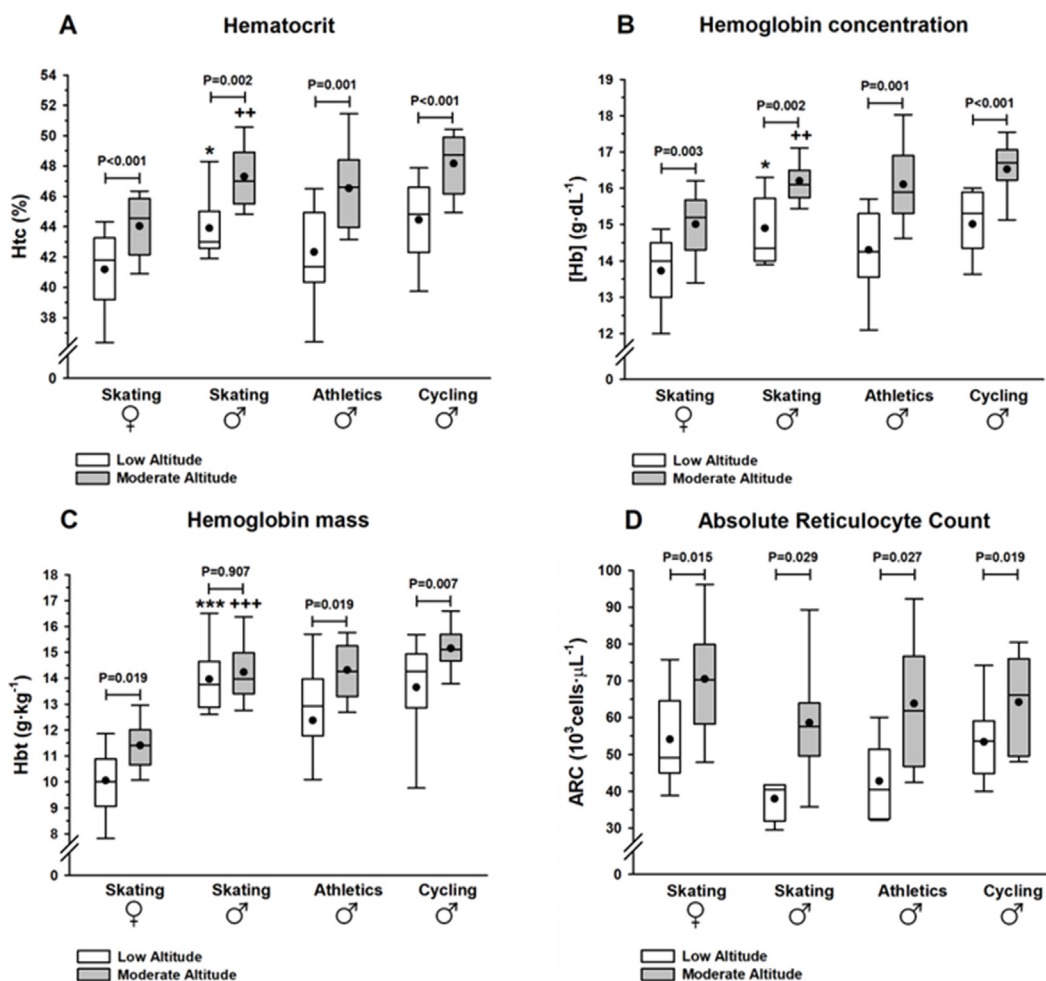 A Hematocrit
Htc (%)
54
52
50
48
46
44
42
40
38
0
P<0.001
P=0.002
P=0.001
P<0.001
*
++
Skating Skating Athletics Cycling
♀ ♂ ♂ ♂
Low Altitude
Moderate Altitude
B Hemoglobin concentration
[Hb] (g·dL⁻¹)
19
18
17
16
15
14
13
12
0
P=0.003
P=0.002
P=0.001
P<0.001
*
++
Skating Skating Athletics Cycling
♀ ♂ ♂ ♂
Low Altitude
Moderate Altitude
C Hemoglobin mass
Hbt (g·kg⁻¹)
18
17
16
15
14
13
12
11
10
9
8
0
P=0.019
P=0.907
P=0.019
P=0.007
*** +++
Skating Skating Athletics Cycling
♀ ♂ ♂ ♂
Low Altitude
Moderate Altitude
D Absolute Reticulocyte Count
ARC (10³cells·μL⁻¹)
100
90
80
70
60
50
40
30
0
P=0.015
P=0.029
P=0.027
P=0.019
Skating Skating Athletics Cycling
♀ ♂ ♂ ♂
Low Altitude
Moderate Altitude